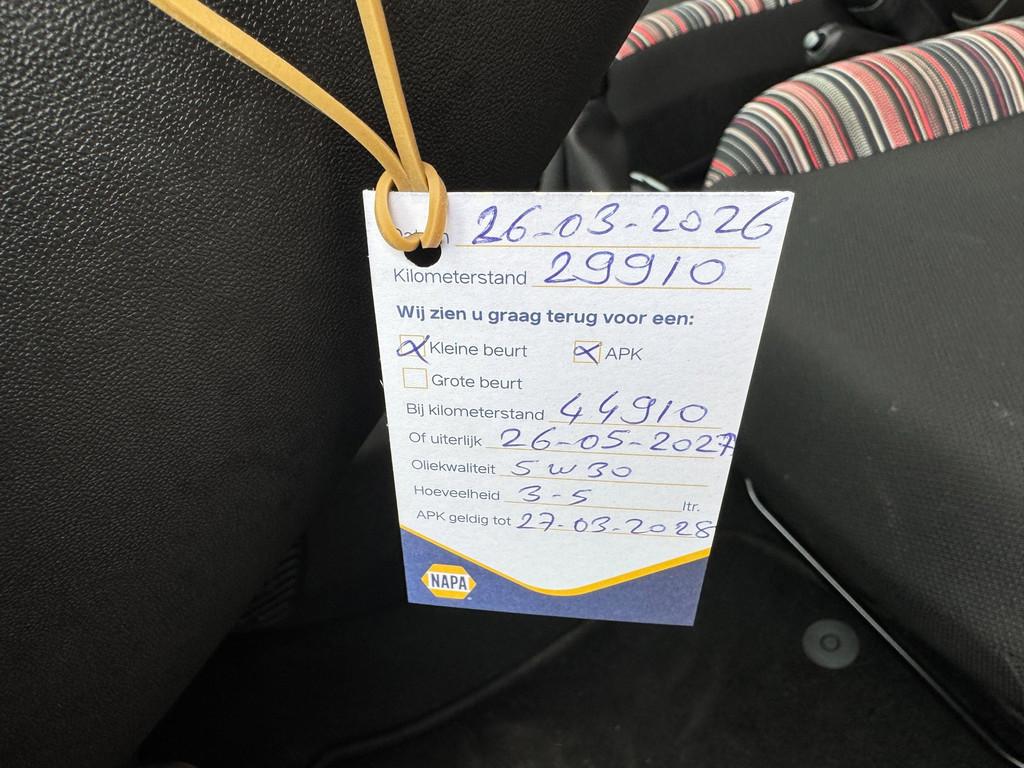 Datum 26-03-2026
Kilometerstand 29910
Wij zien u graag terug voor een:
Kleine beurt APK
Grote beurt
Bij kilometerstand 44910
Of uiterlijk 26-05-2027
Oliekwaliteit 5W30
Hoeveelheid 3-5 ltr.
APK geldig tot 27-03-2028
NAPA